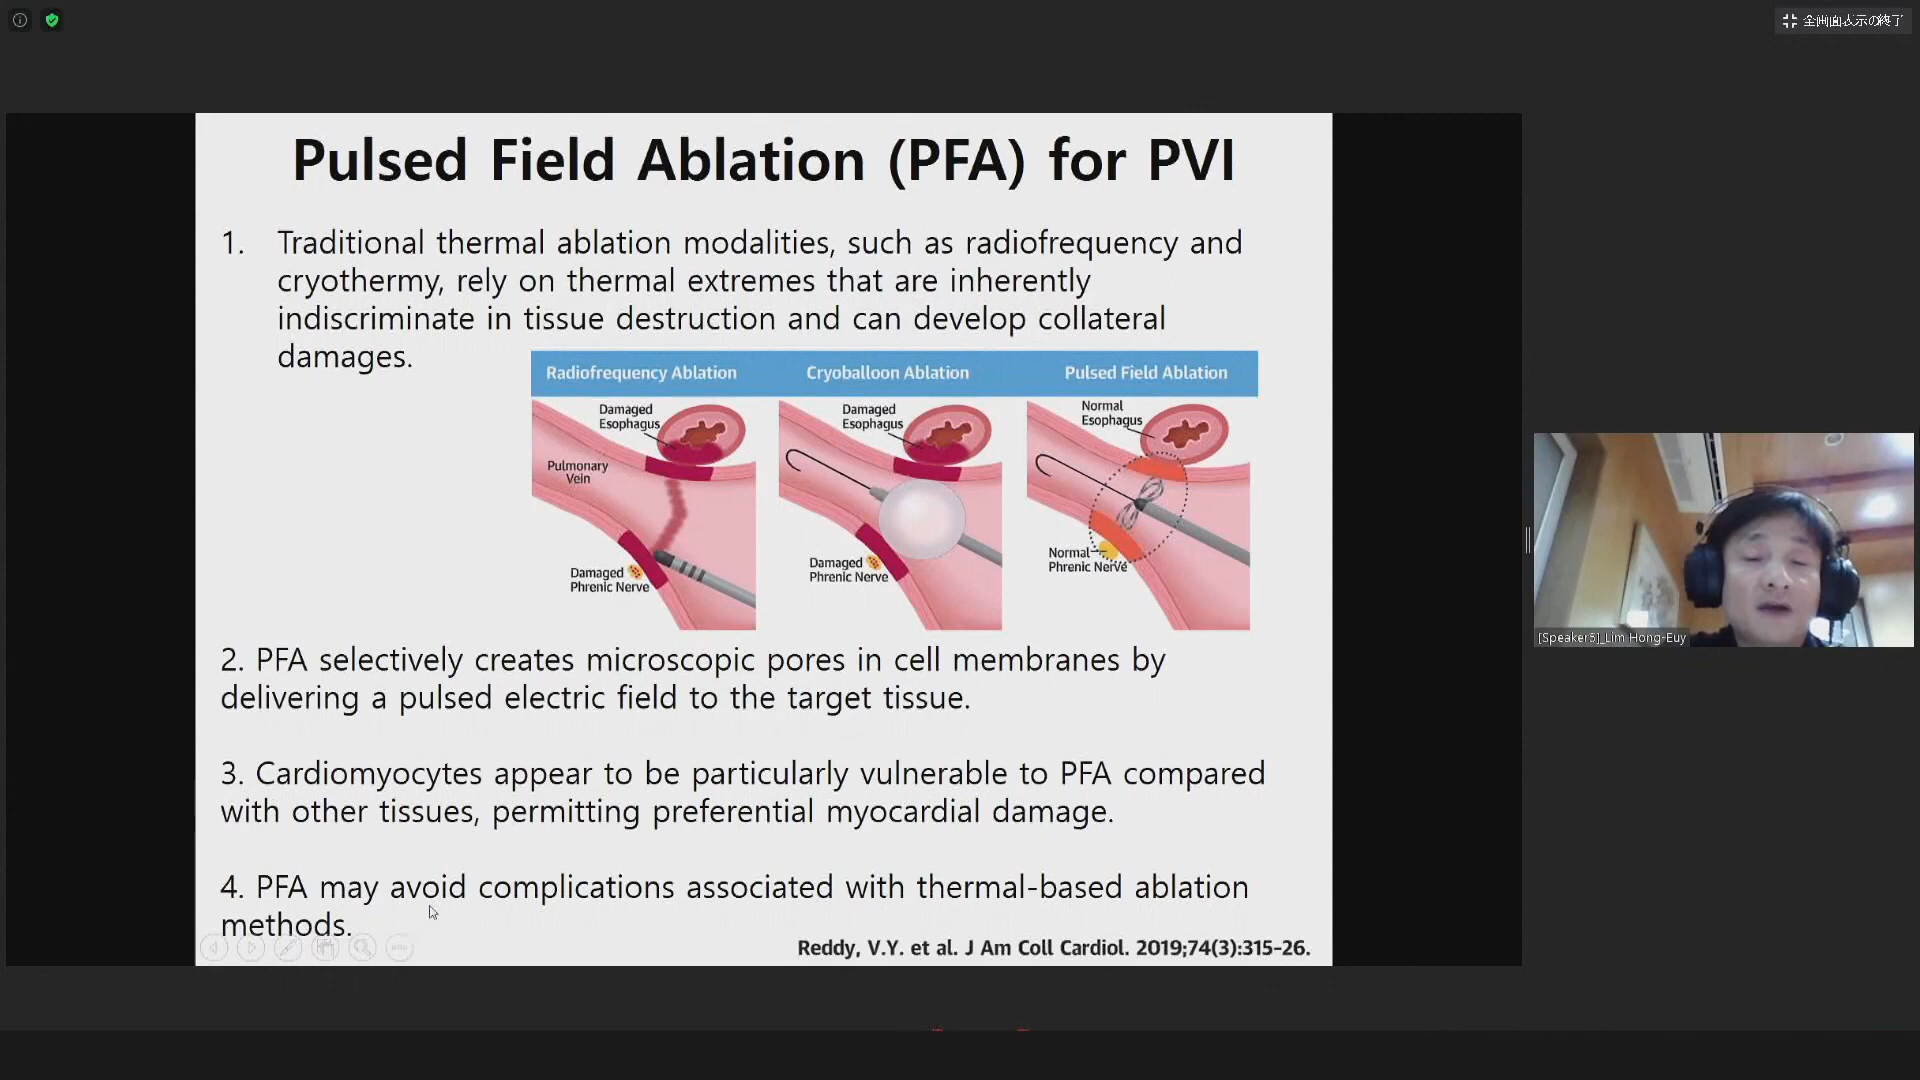 全画面表示の終了
Pulsed Field Ablation (PFA) for PVI
1. Traditional thermal ablation modalities, such as radiofrequency and
cryothermy, rely on thermal extremes that are inherently
indiscriminate in tissue destruction and can develop collateral
damages.
Radiofrequency Ablation
Cryoballoon Ablation
Pulsed Field Ablation
Damaged
Esophagus
Pulmonary
Vein
Damaged
Phrenic Nerve
Damaged
Esophagus
Damaged
Phrenic Nerve
Normal
Esophagus
Normal
Phrenic Nerve
2. PFA selectively creates microscopic pores in cell membranes by
delivering a pulsed electric field to the target tissue.
3. Cardiomyocytes appear to be particularly vulnerable to PFA compared
with other tissues, permitting preferential myocardial damage.
4. PFA may avoid complications associated with thermal-based ablation
methods.
Reddy, V.Y. et al. J Am Coll Cardiol. 2019;74(3):315-26.
[Speaker5]_Lim Hong-Euy